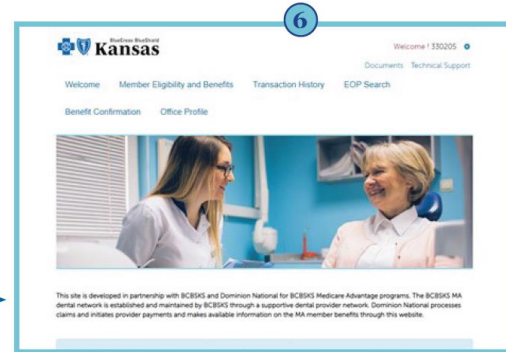 6
BlueCross BlueShield
Kansas
Welcome ! 330205
Documents Technical Support
Welcome Member Eligibility and Benefits Transaction History EOP Search
Benefit Confirmation Office Profile
This site is developed in partnership with BCBSKS and Dominion National for BCBSKS Medicare Advantage programs. The BCBSKS MA
dental network is established and maintained by BCBSKS through a supportive dental provider network. Dominion National processes
claims and initiates provider payments and makes available information on the MA member benefits through this website.